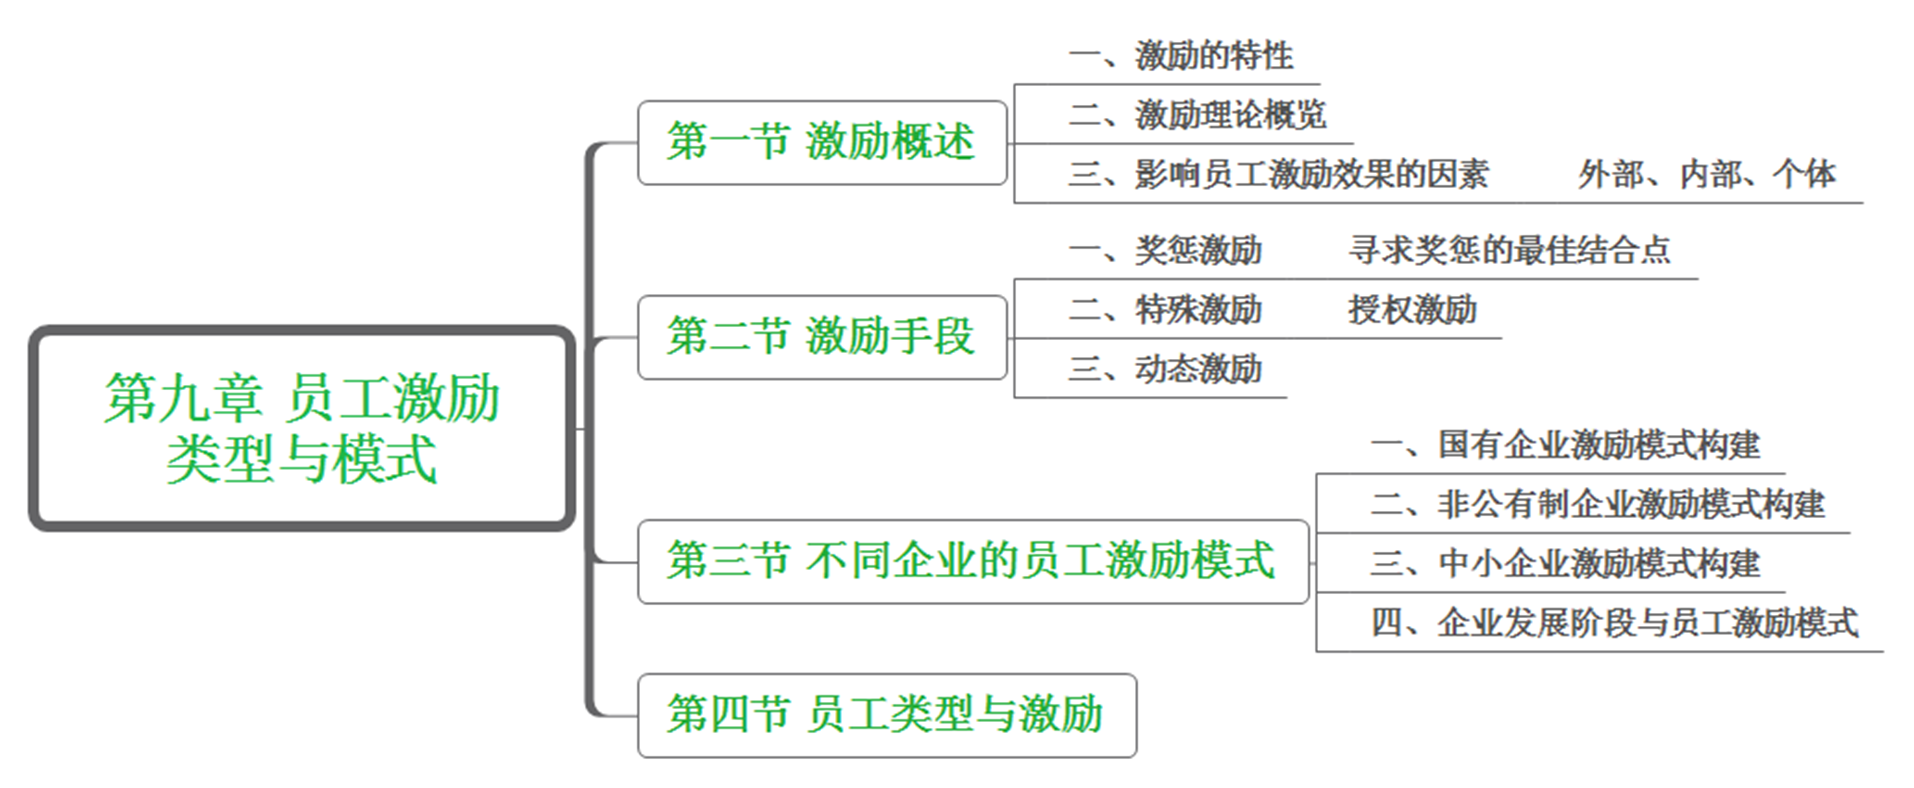 第九章 员工激励
类型与模式
第一节 激励概述
一、激励的特性
二、激励理论概览
三、影响员工激励效果的因素 外部、内部、个体
第二节 激励手段
一、奖惩激励 寻求奖惩的最佳结合点
二、特殊激励 授权激励
三、动态激励
第三节 不同企业的员工激励模式
一、国有企业激励模式构建
二、非公有制企业激励模式构建
三、中小企业激励模式构建
四、企业发展阶段与员工激励模式
第四节 员工类型与激励